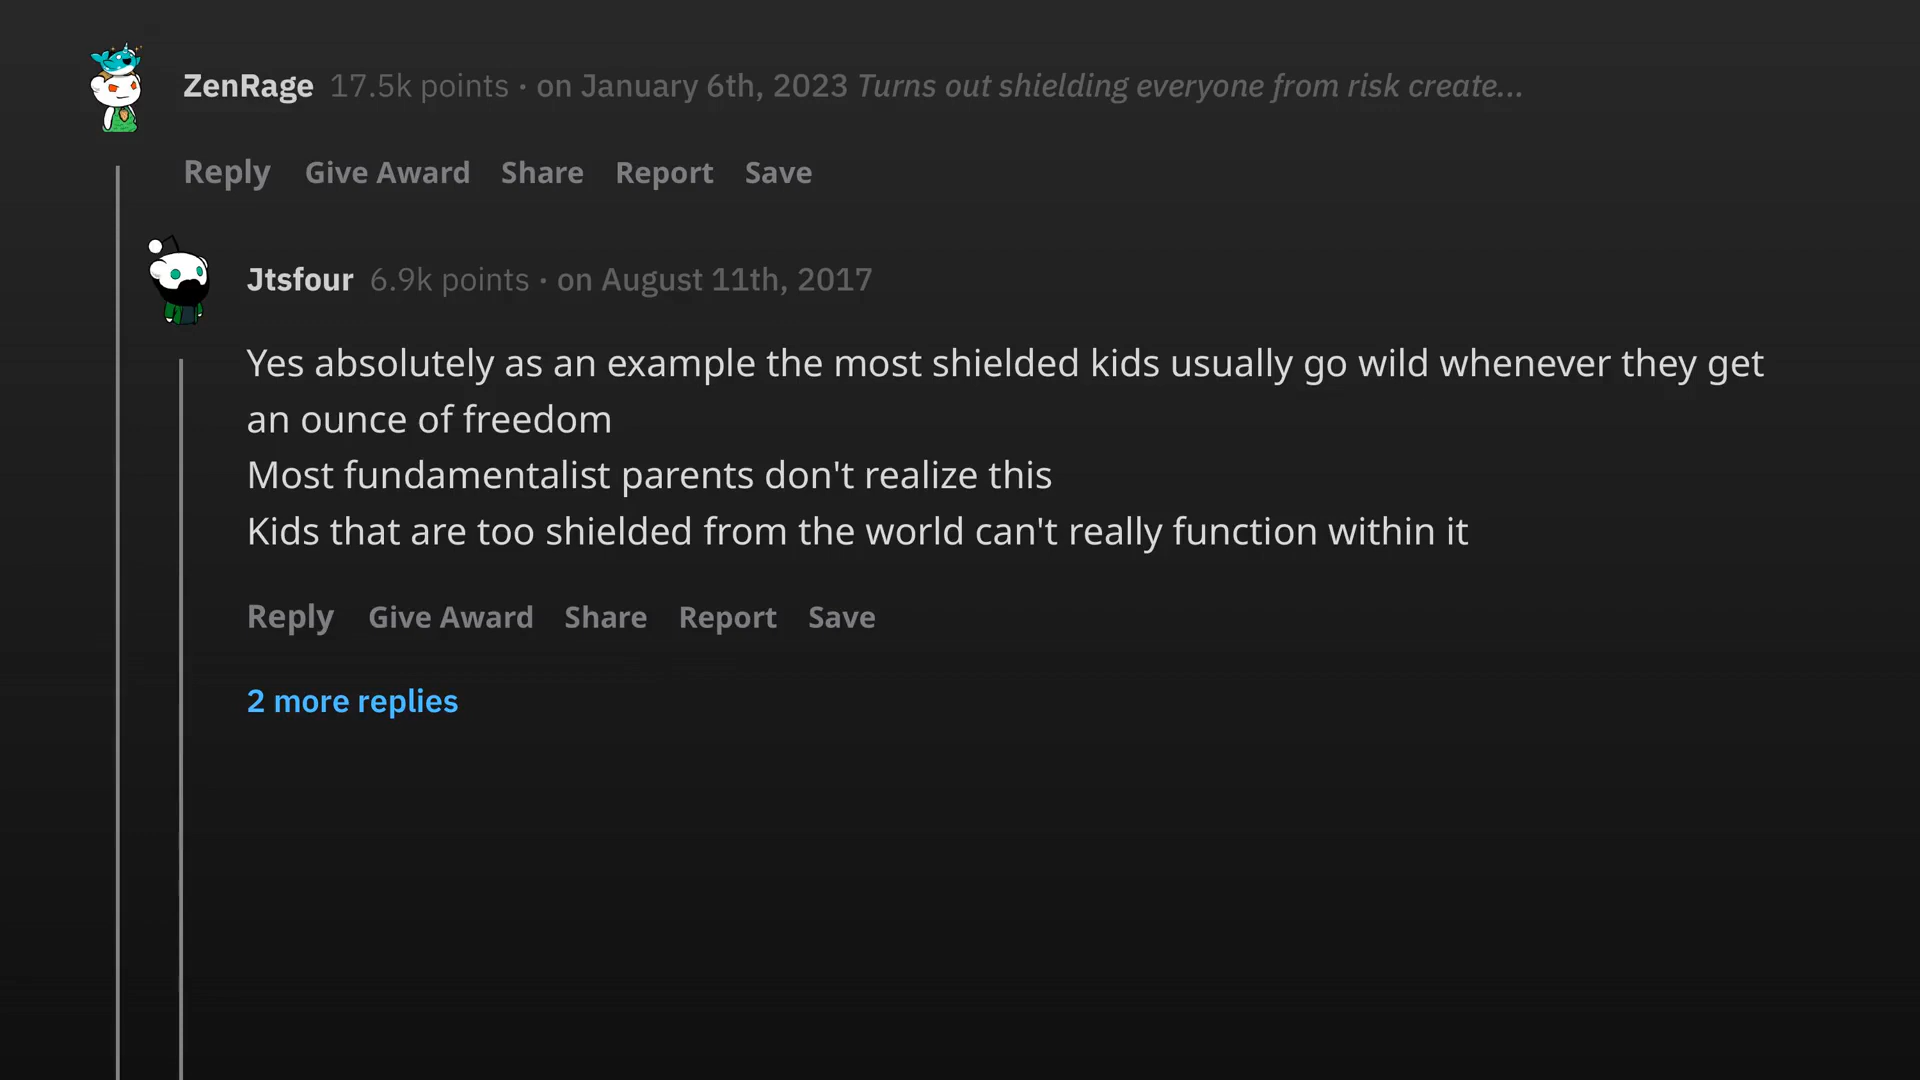 ZenRage 17.5k points · on January 6th, 2023 Turns out shielding everyone from risk create...
Reply Give Award Share Report Save
Jtsfour 6.9k points · on August 11th, 2017
Yes absolutely as an example the most shielded kids usually go wild whenever they get
an ounce of freedom
Most fundamentalist parents don't realize this
Kids that are too shielded from the world can't really function within it
Reply Give Award Share Report Save
2 more replies